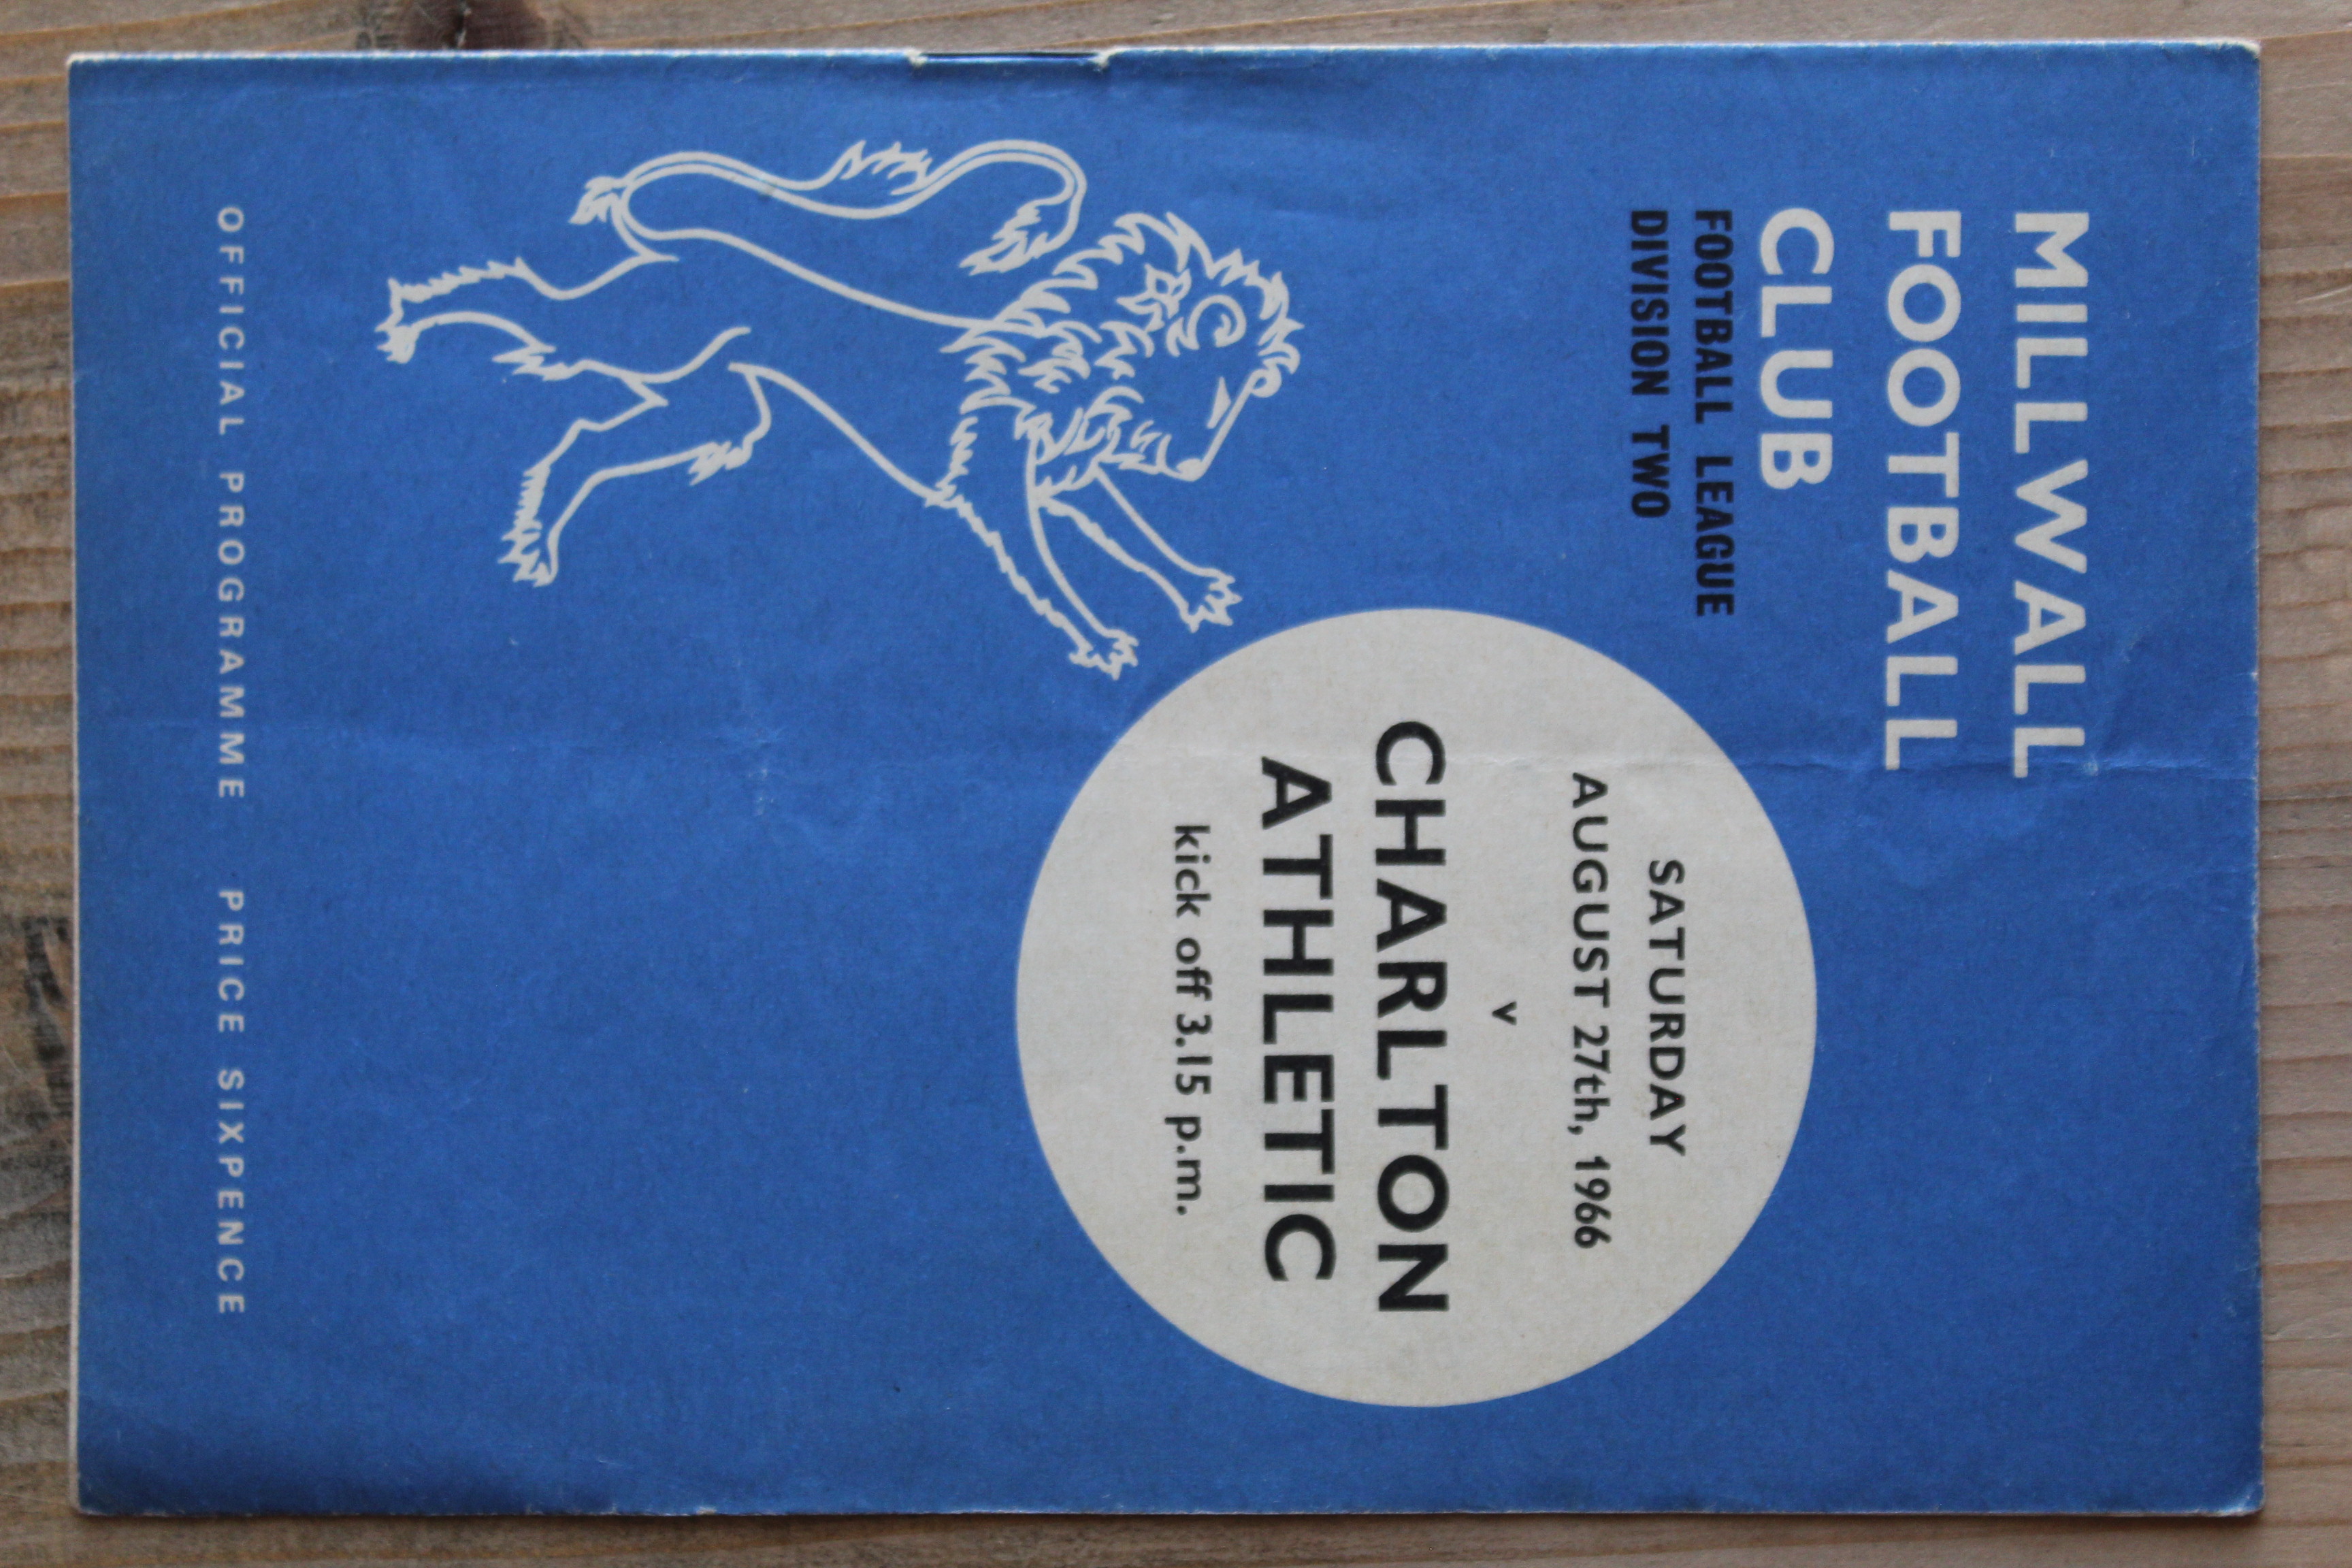 MILLWALL
FOOTBALL
CLUB
FOOTBALL LEAGUE
DIVISION TWO
SATURDAY
AUGUST 27th, 1966
v
CHARLTON
ATHLETIC
kick off 3.15 p.m.
OFFICIAL PROGRAMME PRICE SIXPENCE